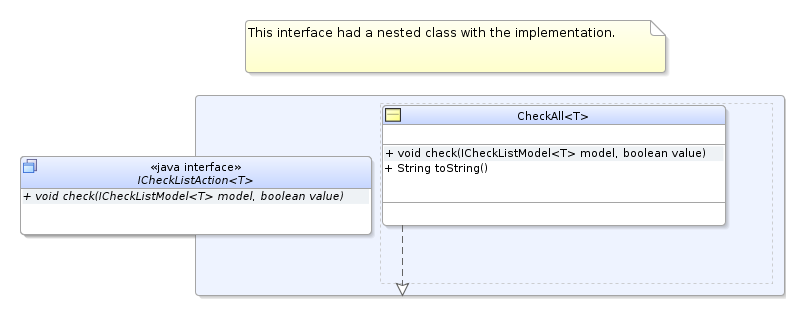 This interface had a nested class with the implementation.
CheckAll<T>
+ void check(ICheckListModel<T> model, boolean value)
+ String toString()
«java interface»
ICheckListAction<T>
+ void check(ICheckListModel<T> model, boolean value)